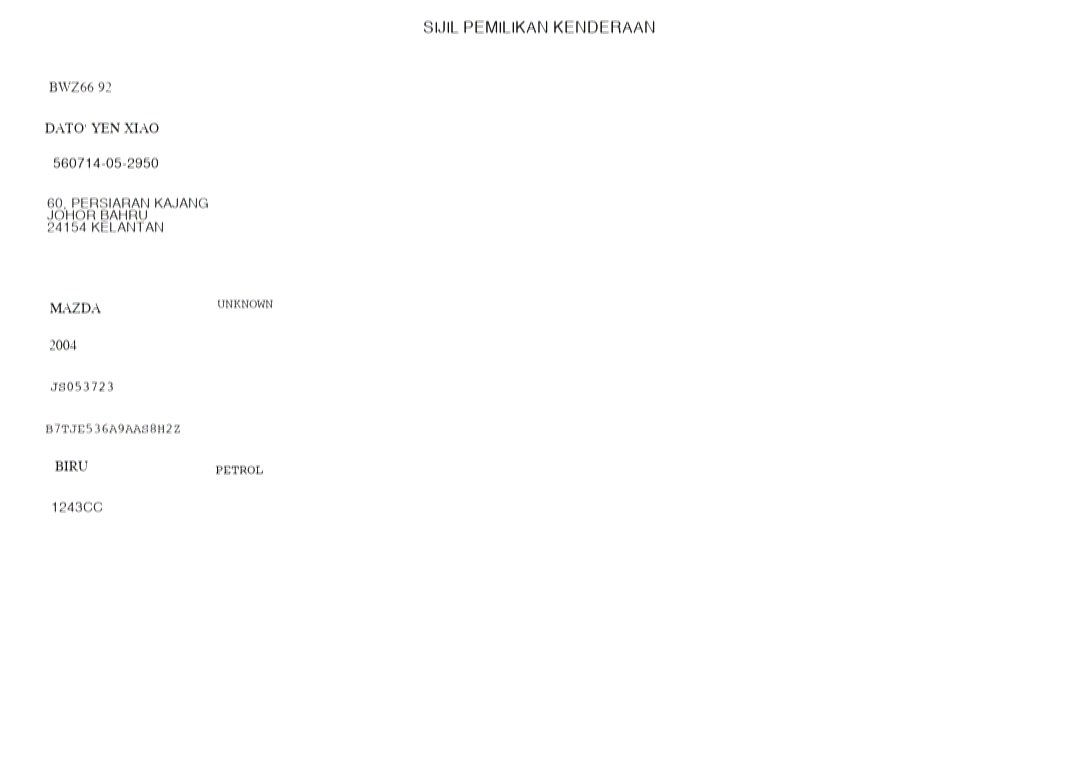 SIJIL PEMILIKAN KENDERAAN
BWZ66 92
DATO' YEN XIAO
560714-05-2950
60, PERSIARAN KAJANG
JOHOR BAHRU
24154 KELANTAN
MAZDA UNKNOWN
2004
JS053723
B7TJE536A9AAS8H2Z
BIRU PETROL
1243CC